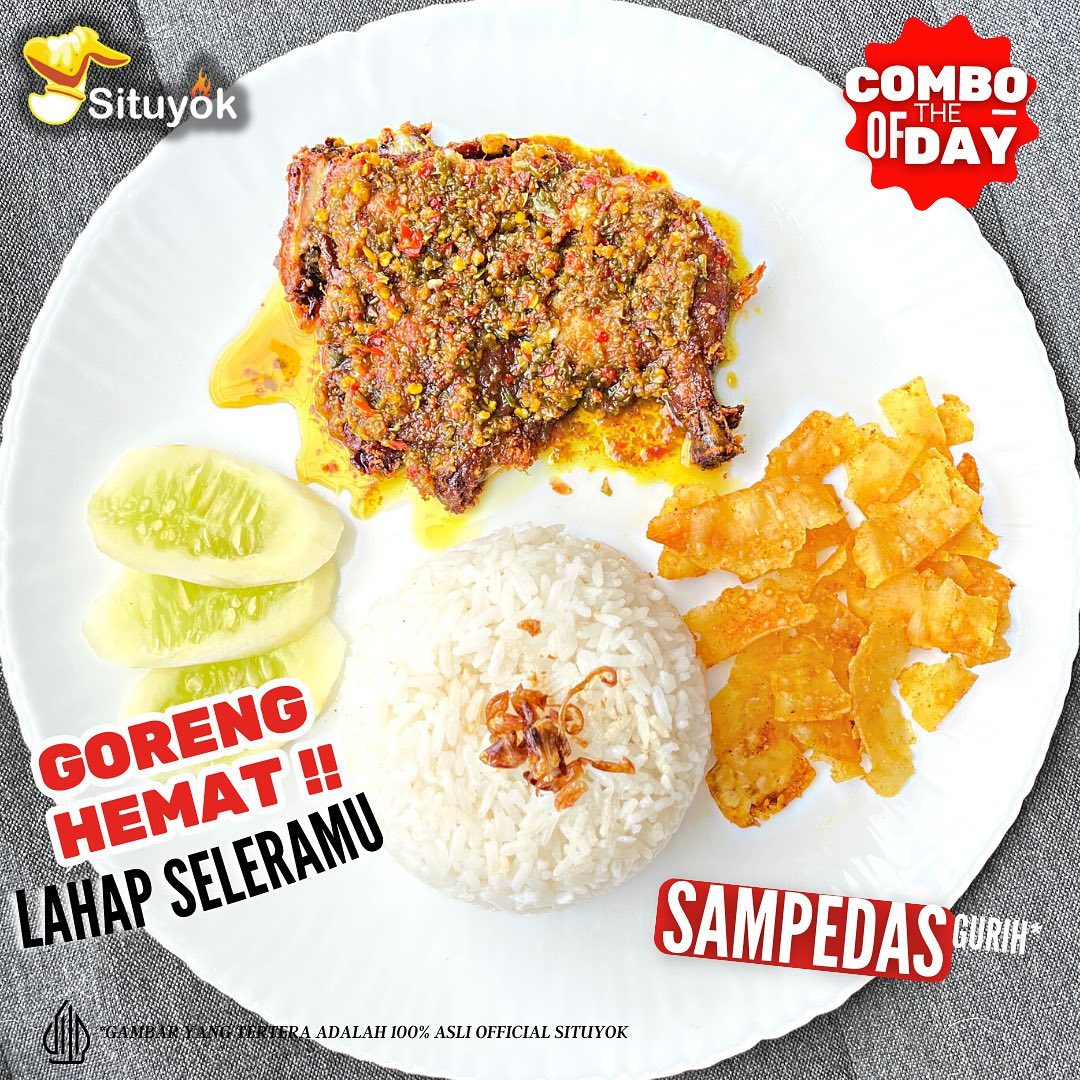 Situyok
COMBO
THE
OF DAY
GORENG
HEMAT !!
LAHAP SELERAMU
SAMPEDAS GURIH*
*GAMBAR YANG TERTERA ADALAH 100% ASLI OFFICIAL SITUYOK